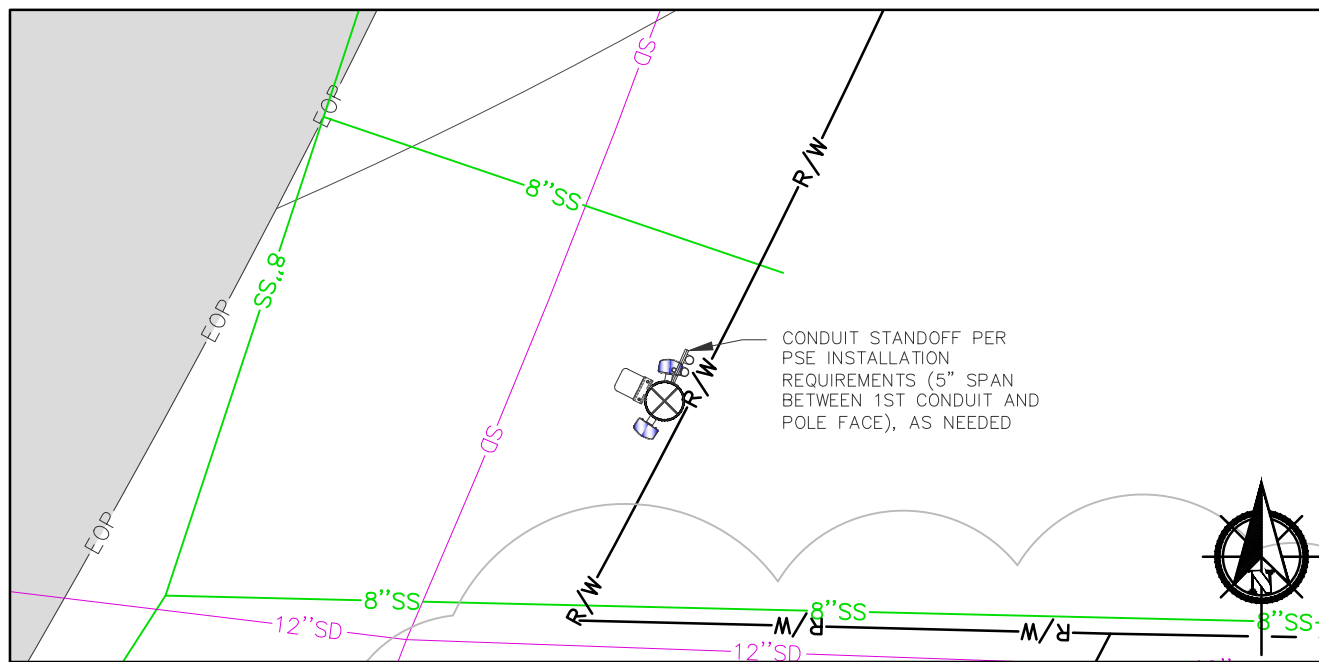 EOP
SD
R/W
8"SS
8"SS
EOP
CONDUIT STANDOFF PER
PSE INSTALLATION
REQUIREMENTS (5" SPAN
BETWEEN 1ST CONDUIT AND
POLE FACE), AS NEEDED
R/W
SD
EOP
R/W
N
8"SS
8"SS
8"SS
12"SD
R/W
R/W
12"SD